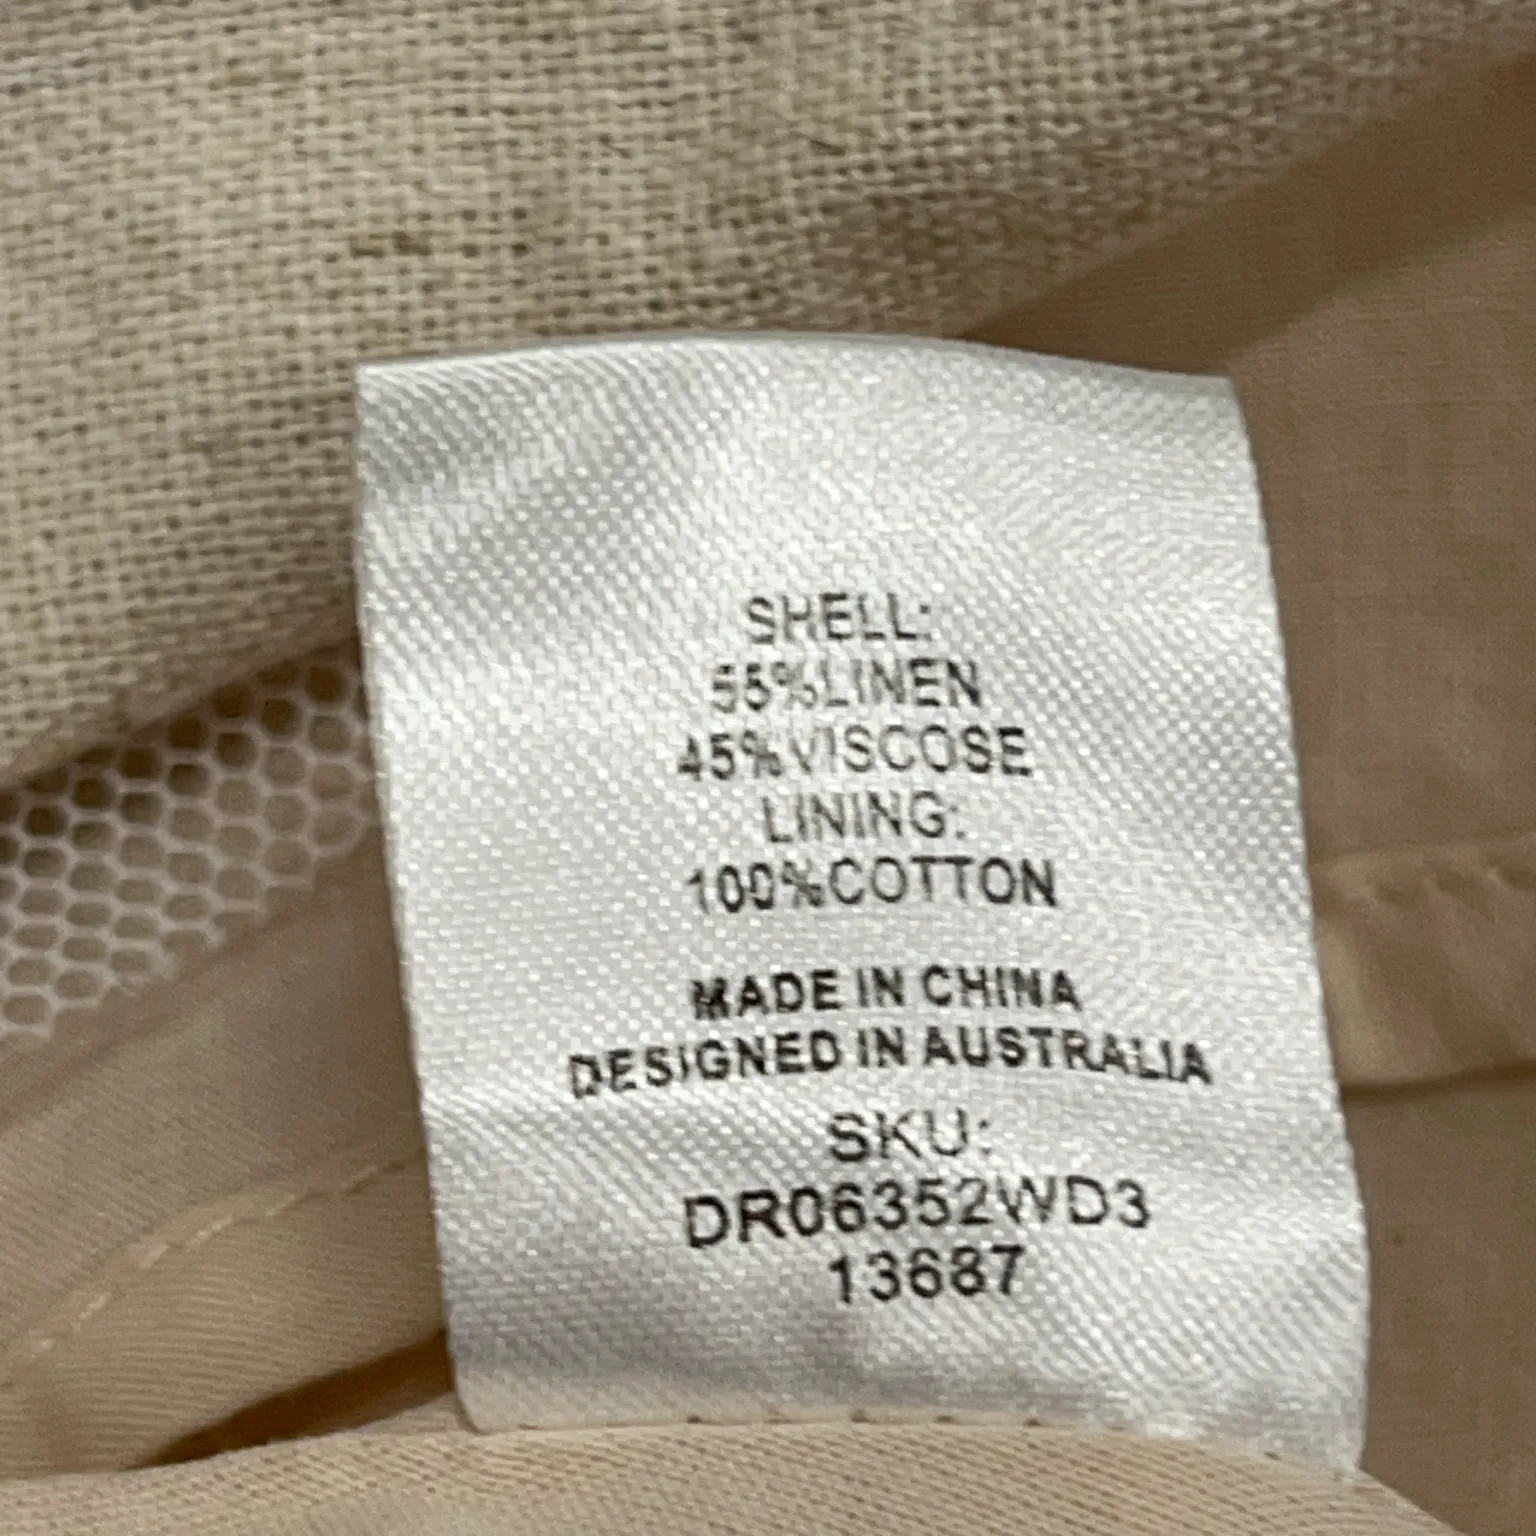 SHELL:
55%LINEN
45%VISCOSE
LINING:
100%COTTON
MADE IN CHINA
DESIGNED IN AUSTRALIA
SKU:
DR06352WD3
13687